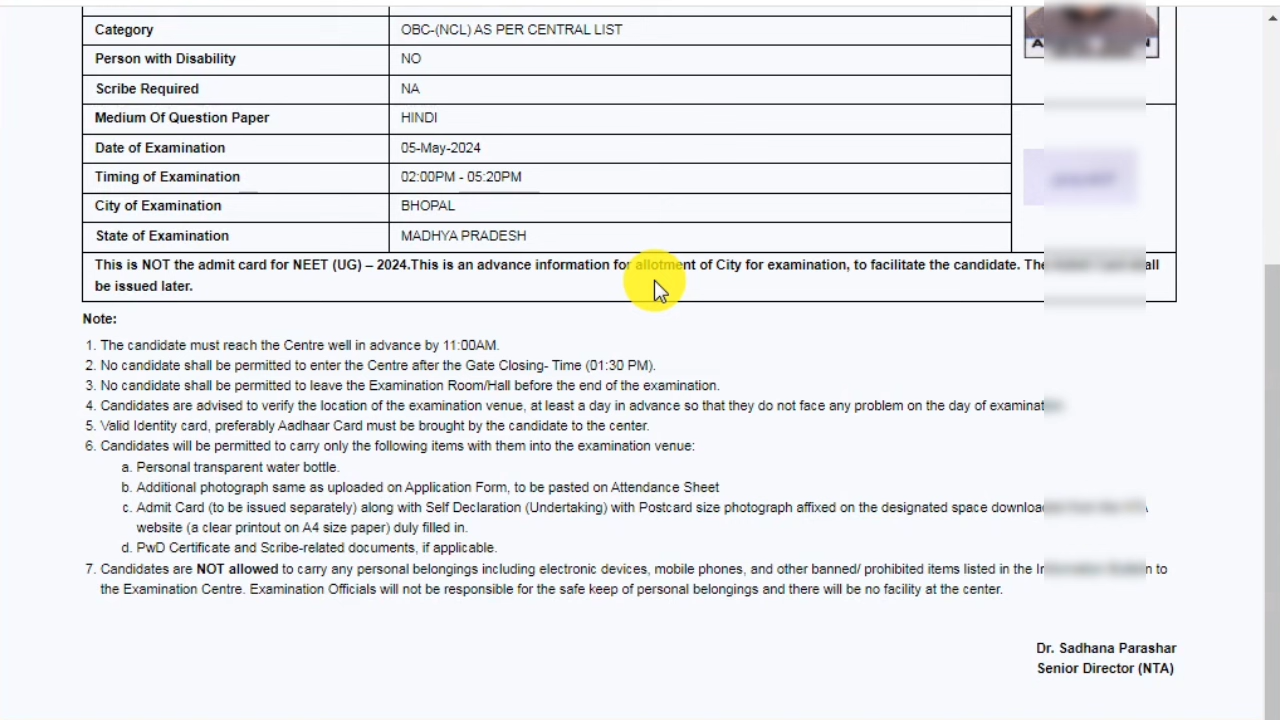 Category OBC-(NCL) AS PER CENTRAL LIST
Person with Disability NO
Scribe Required NA
Medium Of Question Paper HINDI
Date of Examination 05-May-2024
Timing of Examination 02:00PM - 05:20PM
City of Examination BHOPAL
State of Examination MADHYA PRADESH
This is NOT the admit card for NEET (UG) – 2024.This is an advance information for allotment of City for examination, to facilitate the candidate. The
be issued later.
Note:
1. The candidate must reach the Centre well in advance by 11:00AM.
2. No candidate shall be permitted to enter the Centre after the Gate Closing- Time (01:30 PM).
3. No candidate shall be permitted to leave the Examination Room/Hall before the end of the examination.
4. Candidates are advised to verify the location of the examination venue, at least a day in advance so that they do not face any problem on the day of
5. Valid Identity card, preferably Aadhaar Card must be brought by the candidate to the center.
6. Candidates will be permitted to carry only the following items with them into the examination venue:
a. Personal transparent water bottle.
b. Additional photograph same as uploaded on Application Form, to be pasted on Attendance Sheet
c. Admit Card (to be issued separately) along with Self Declaration (Undertaking) with Postcard size photograph affixed on the designated space
website (a clear printout on A4 size paper) duly filled in.
d. PwD Certificate and Scribe-related documents, if applicable.
7. Candidates are NOT allowed to carry any personal belongings including electronic devices, mobile phones, and other banned/ prohibited items listed in the to
the Examination Centre. Examination Officials will not be responsible for the safe keep of personal belongings and there will be no facility at the center.
Dr. Sadhana Parashar
Senior Director (NTA)